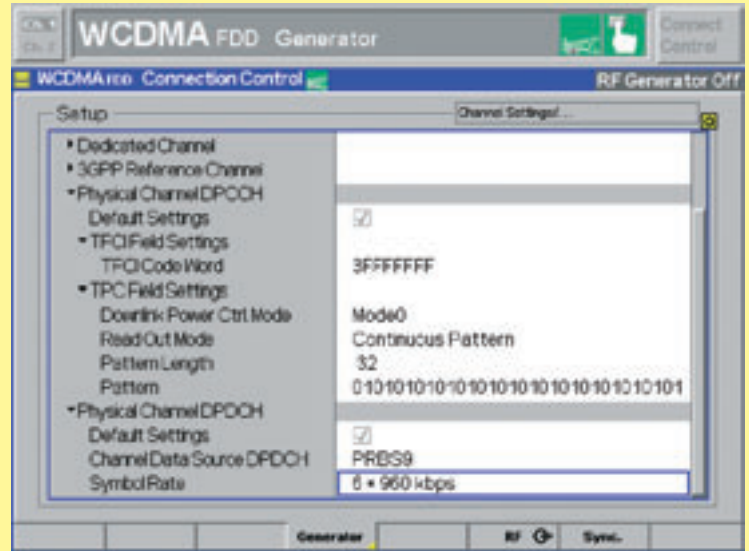 WCDMA FDD Generator
Connect
Control
WCDMA FDD Connection Control
RF Generator Off
Setup
Channel Settings/...
Dedicated Channel
3GPP Reference Channel
Physical Channel DPCCH
Default Settings
TFCI Field Settings
TFCI Code Word 3FFFFFFF
TPC Field Settings
Downlink Power Ctrl Mode Mode0
Read Out Mode Continuous Pattern
Pattern Length 32
Pattern 01010101010101010101010101010101
Physical Channel DPDCH
Default Settings
Channel Data Source DPDCH PRBS9
Symbol Rate 6 * 960 kbps
Generator RF Sync.